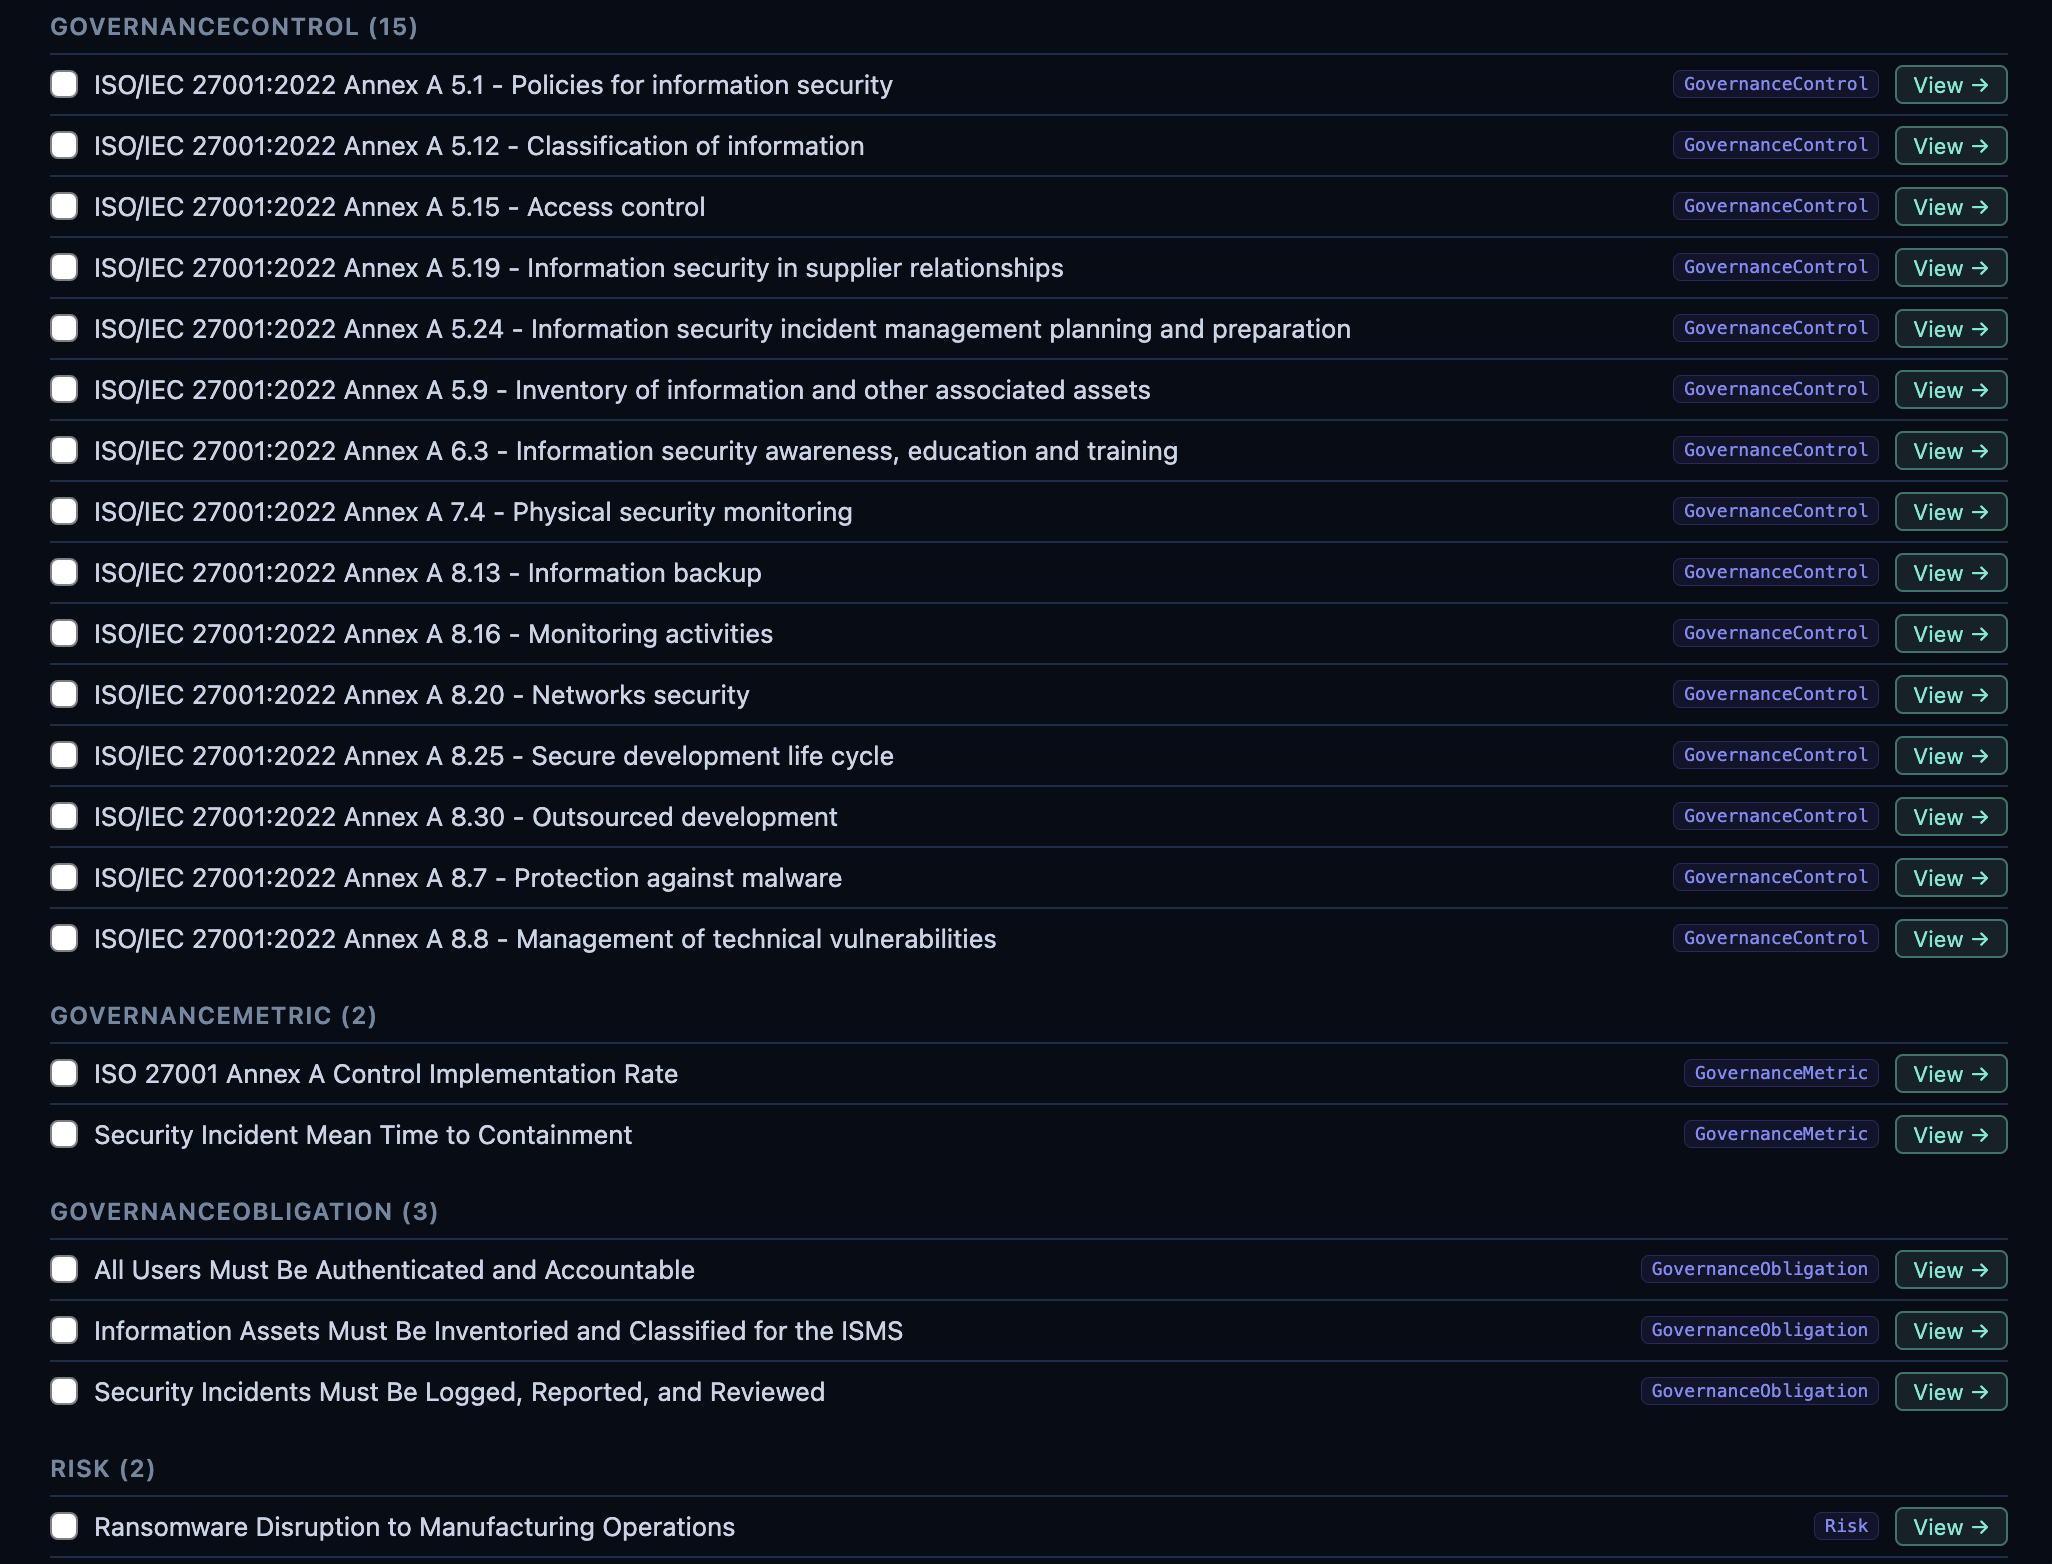 GOVERNANCECONTROL (15)
ISO/IEC 27001:2022 Annex A 5.1 - Policies for information security GovernanceControl View →
ISO/IEC 27001:2022 Annex A 5.12 - Classification of information GovernanceControl View →
ISO/IEC 27001:2022 Annex A 5.15 - Access control GovernanceControl View →
ISO/IEC 27001:2022 Annex A 5.19 - Information security in supplier relationships GovernanceControl View →
ISO/IEC 27001:2022 Annex A 5.24 - Information security incident management planning and preparation GovernanceControl View →
ISO/IEC 27001:2022 Annex A 5.9 - Inventory of information and other associated assets GovernanceControl View →
ISO/IEC 27001:2022 Annex A 6.3 - Information security awareness, education and training GovernanceControl View →
ISO/IEC 27001:2022 Annex A 7.4 - Physical security monitoring GovernanceControl View →
ISO/IEC 27001:2022 Annex A 8.13 - Information backup GovernanceControl View →
ISO/IEC 27001:2022 Annex A 8.16 - Monitoring activities GovernanceControl View →
ISO/IEC 27001:2022 Annex A 8.20 - Networks security GovernanceControl View →
ISO/IEC 27001:2022 Annex A 8.25 - Secure development life cycle GovernanceControl View →
ISO/IEC 27001:2022 Annex A 8.30 - Outsourced development GovernanceControl View →
ISO/IEC 27001:2022 Annex A 8.7 - Protection against malware GovernanceControl View →
ISO/IEC 27001:2022 Annex A 8.8 - Management of technical vulnerabilities GovernanceControl View →
GOVERNANCEMETRIC (2)
ISO 27001 Annex A Control Implementation Rate GovernanceMetric View →
Security Incident Mean Time to Containment GovernanceMetric View →
GOVERNANCEOBLIGATION (3)
All Users Must Be Authenticated and Accountable GovernanceObligation View →
Information Assets Must Be Inventoried and Classified for the ISMS GovernanceObligation View →
Security Incidents Must Be Logged, Reported, and Reviewed GovernanceObligation View →
RISK (2)
Ransomware Disruption to Manufacturing Operations Risk View →